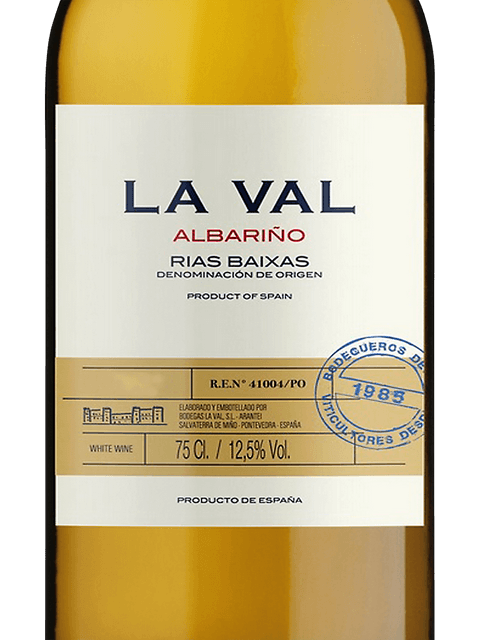 LA VAL
ALBARIÑO
RIAS BAIXAS
DENOMINACIÓN DE ORIGEN
PRODUCT OF SPAIN
R.E.Nº 41004/PO
BODEGUEROS DE
1985
VITICULTORES DESD
ELABORADO Y EMBOTELLADO POR
BODEGAS LA VAL, S.L. - ARANTEI
SALVATERRA DE MIÑO - PONTEVEDRA - ESPAÑA
WHITE WINE
75 Cl. / 12,5% Vol.
PRODUCTO DE ESPAÑA